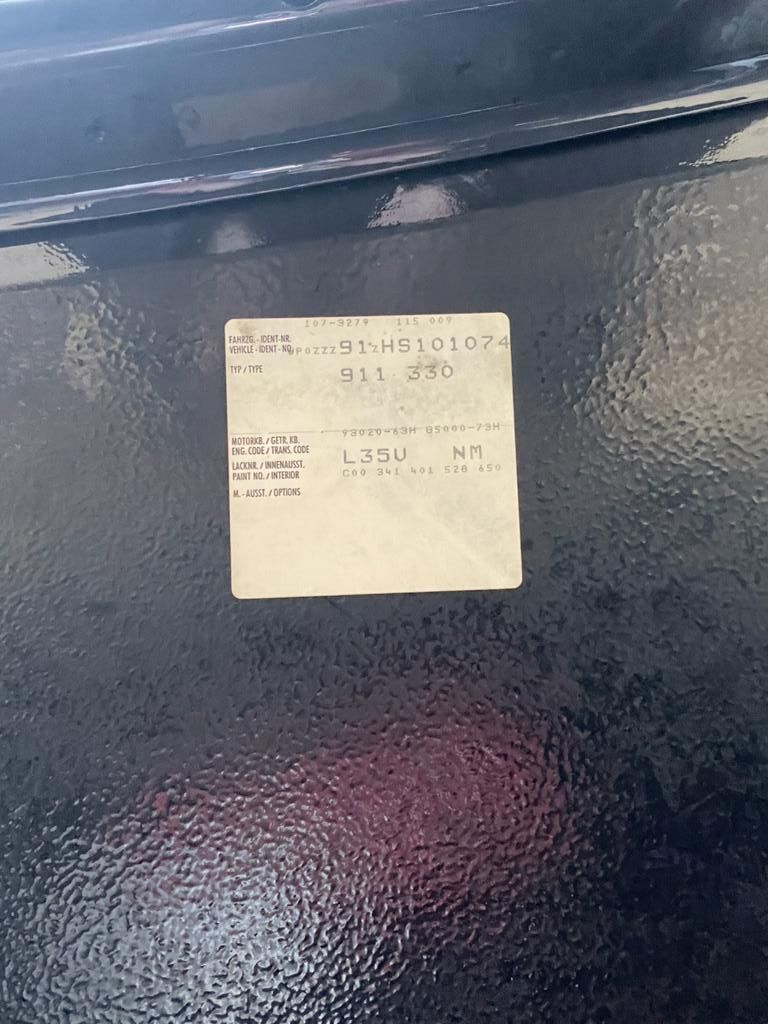 107-3279 115 009
FAHRZG.-IDENT-NR.
VEHICLE-IDENT-NO. WP0ZZZ91ZHS101074
TYP/TYPE 911 330
93020-63H 85000-73H
MOTORKB./GETR.KB.
ENG.CODE/TRANS.CODE L35U NM
LACKNR./INNENAUSST.
PAINT NO./INTERIOR C00 341 401 528 650
M.-AUSST./OPTIONS